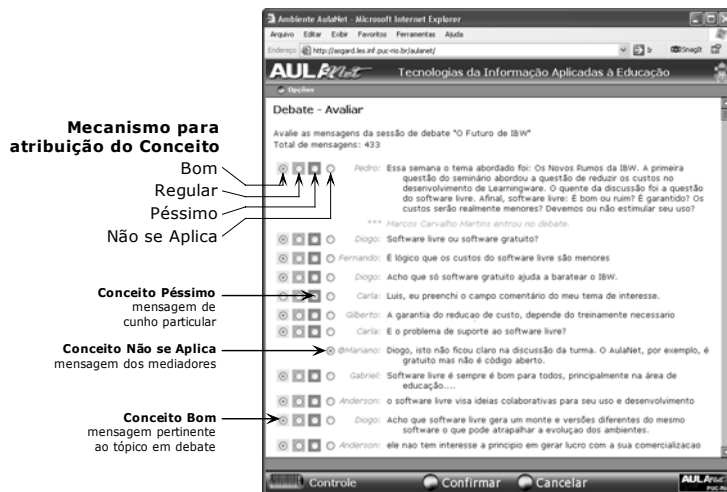 Ambiente AulaNet - Microsoft Internet Explorer
Arquivo Editar Exibir Favoritos Ferramentas Ajuda
Endereço http://asgard.les.inf.puc-rio.br/aulanet/ Ir SnagIt
AULANet Tecnologias da Informação Aplicadas à Educação
Opções
Debate - Avaliar
Avalie as mensagens da sessão de debate "O Futuro de IBW"
Total de mensagens: 433
Mecanismo para
atribuição do Conceito
Bom
Regular
Péssimo
Não se Aplica
Pedro: Essa semana o tema abordado foi: Os Novos Rumos da IBW. A primeira
questão do seminário abordou a questão de reduzir os custos no
desenvolvimento de Learningware. O quente da discussão foi a questão
do software livre. Afinal, software livre: É bom ou ruim? É garantido? Os
custos serão realmente menores? Devemos ou não estimular seu uso?
*** Marcos Carvalho Martins entrou no debate.
Diogo: Software livre ou software gratuito?
Fernando: É lógico que os custos do software livre são menores
Diogo: Acho que só software gratuito ajuda a baratear o IBW.
Conceito Péssimo
mensagem de
cunho particular
Carla: Luis, eu preenchi o campo comentário do meu tema de interesse.
Gilberto: A garantia do reducao de custo, depende do treinamente necessario
Carla: E o problema de suporte ao software livre?
Conceito Não se Aplica
mensagem dos mediadores
@Mariano: Diogo, isto não ficou claro na discussão da turma. O AulaNet, por exemplo, é
gratuito mas não é código aberto.
Gabriel: Software livre é sempre é bom para todos, principalmente na área de
educação....
Anderson: o software livre visa ideias colaborativas para seu uso e desenvolvimento
Conceito Bom
mensagem pertinente
ao tópico em debate
Diogo: Acho que software livre gera um monte e versões diferentes do mesmo
software o que pode atrapalhar a evoluçao dos ambientes.
Anderson: ele nao tem interesse a principio em gerar lucro com a sua comercializacao
Controle Confirmar Cancelar AULANet